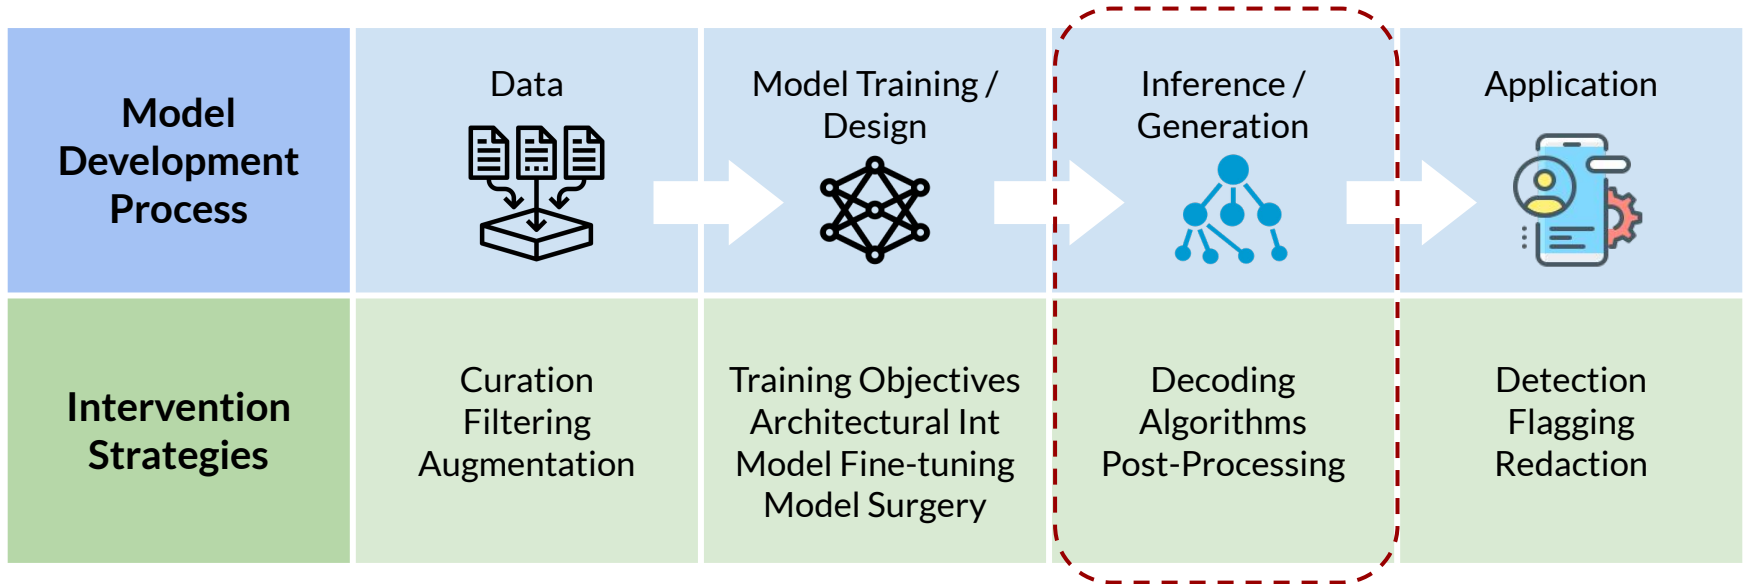 Model
Development
Process
Data
Model Training /
Design
Inference /
Generation
Application
Intervention
Strategies
Curation
Filtering
Augmentation
Training Objectives
Architectural Int
Model Fine-tuning
Model Surgery
Decoding
Algorithms
Post-Processing
Detection
Flagging
Redaction